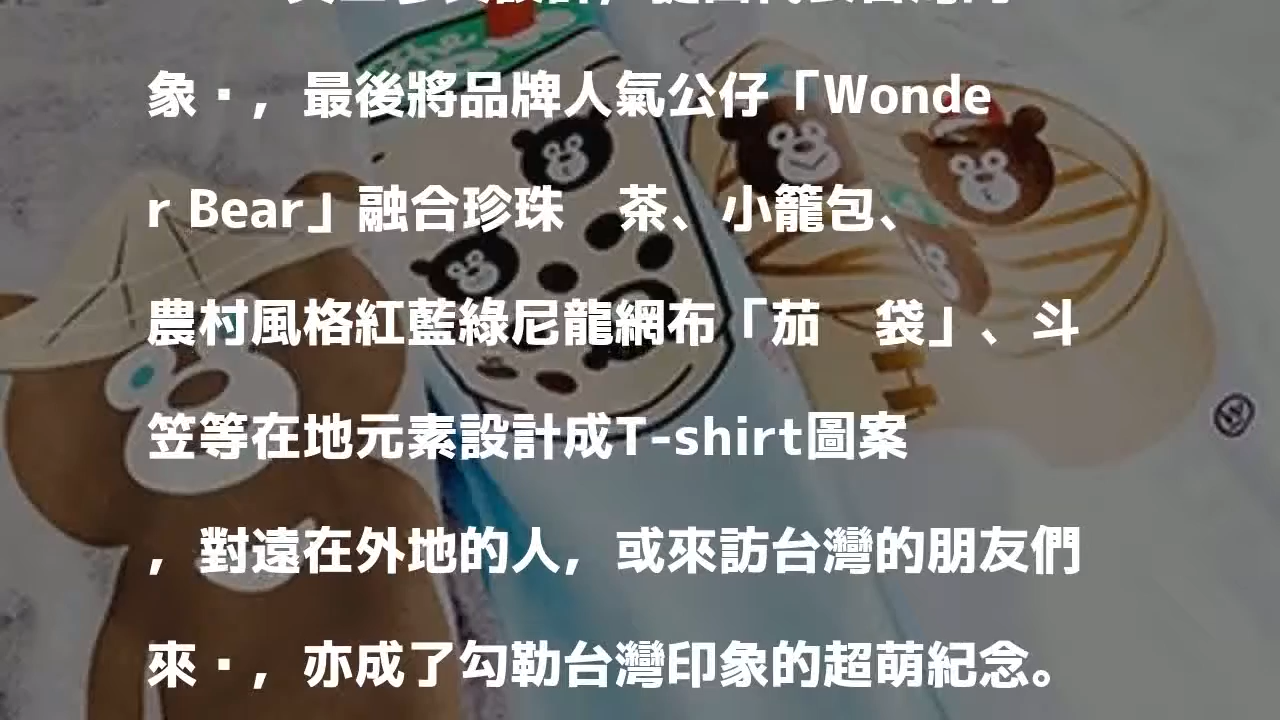 象·，最後將品牌人氣公仔「Wonde
r Bear」融合珍珠　茶、小籠包、
農村風格紅藍綠尼龍網布「茄　袋」、斗
笠等在地元素設計成T-shirt圖案
，對遠在外地的人，或來訪台灣的朋友們
來·，亦成了勾勒台灣印象的超萌紀念。